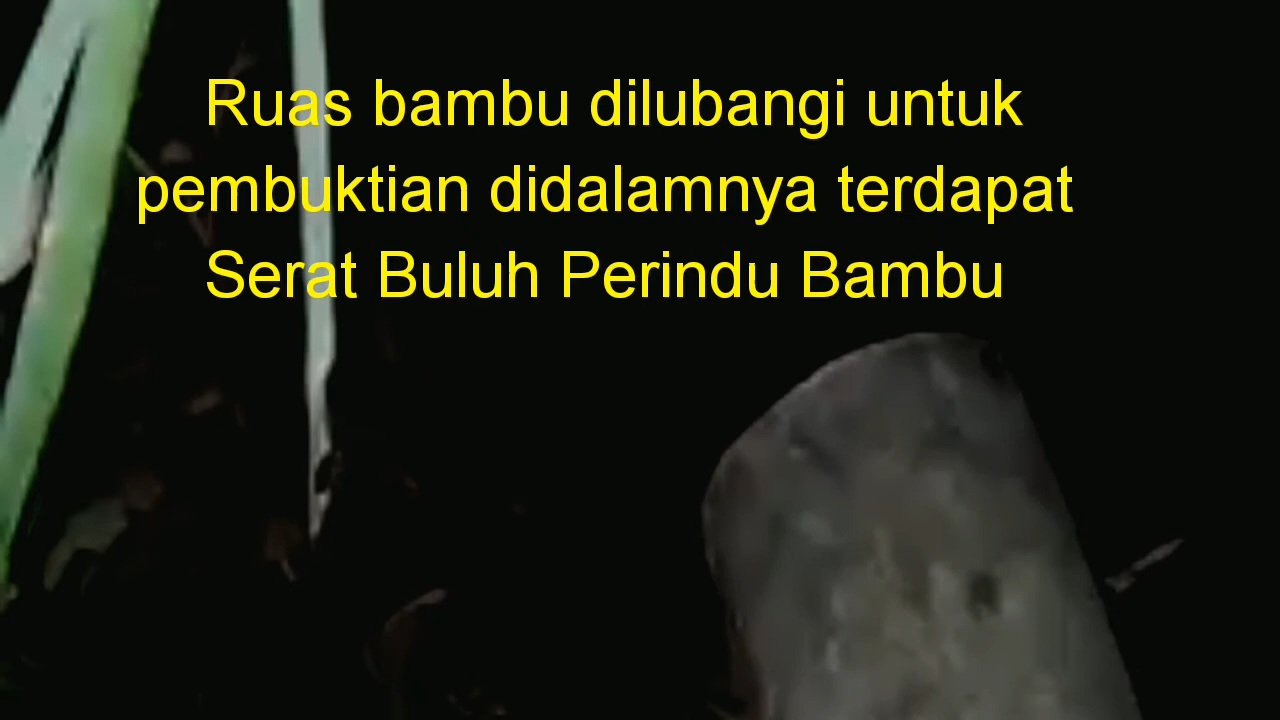 Ruas bambu dilubangi untuk
pembuktian didalamnya terdapat
Serat Buluh Perindu Bambu